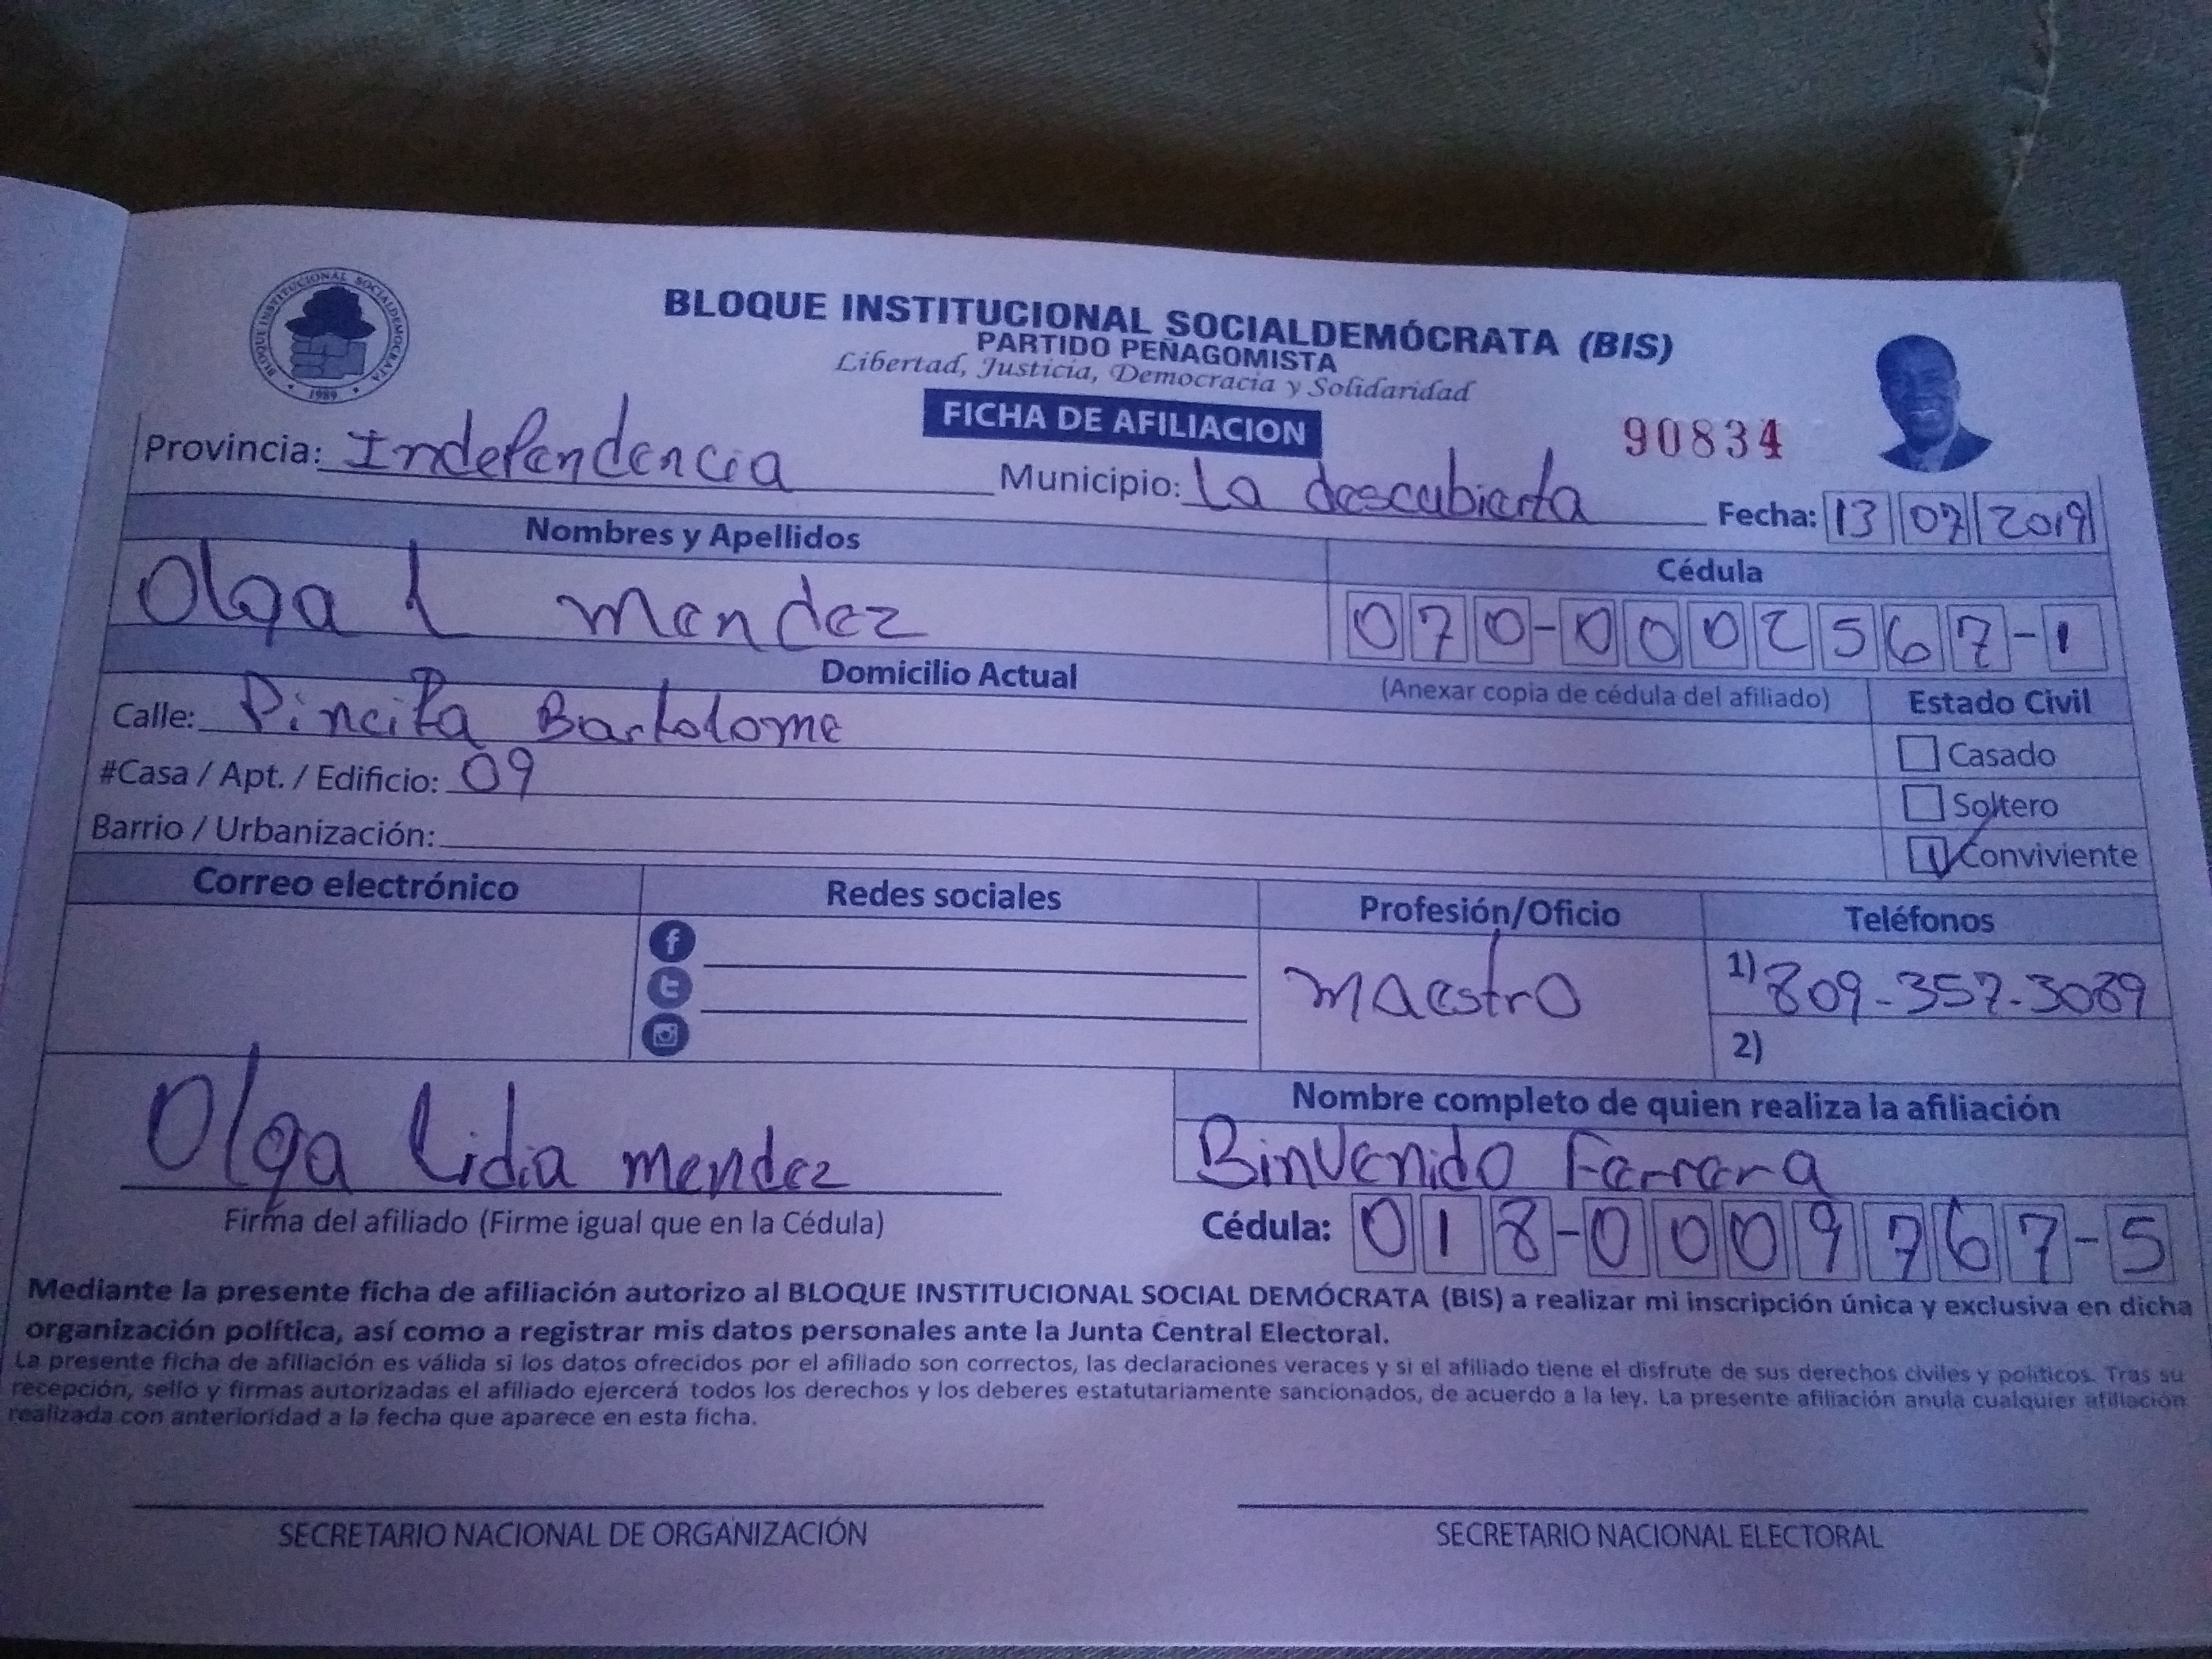 BLOQUE INSTITUCIONAL SOCIALDEMÓCRATA
1989
BLOQUE INSTITUCIONAL SOCIALDEMÓCRATA (BIS)
PARTIDO PEÑAGOMISTA
Libertad, Justicia, Democracia y Solidaridad
FICHA DE AFILIACION
90834
Provincia: Independencia Municipio: La descubierta Fecha: 13 07 2019
Nombres y Apellidos Cédula
Olga L Mendez 070-0002567-1
Domicilio Actual (Anexar copia de cédula del afiliado) Estado Civil
Calle: Pincita Bartolome
Casado
#Casa / Apt. / Edificio: 09
Soltero
Barrio / Urbanización:
Conviviente
Correo electrónico Redes sociales Profesión/Oficio Teléfonos
f
t
maestro
1) 809-357-3089
2)
Olga Lidia mendez
Firma del afiliado (Firme igual que en la Cédula)
Nombre completo de quien realiza la afiliación
Binvenido Ferrera
Cédula: 018-0009767-5
Mediante la presente ficha de afiliación autorizo al BLOQUE INSTITUCIONAL SOCIAL DEMÓCRATA (BIS) a realizar mi inscripción única y exclusiva en dicha
organización política, así como a registrar mis datos personales ante la Junta Central Electoral.
La presente ficha de afiliación es válida si los datos ofrecidos por el afiliado son correctos, las declaraciones veraces y si el afiliado tiene el disfrute de sus derechos civiles y politicos. Tras su
recepción, sello y firmas autorizadas el afiliado ejercerá todos los derechos y los deberes estatutariamente sancionados, de acuerdo a la ley. La presente afiliación anula cualquier afiliación
realizada con anterioridad a la fecha que aparece en esta ficha.
SECRETARIO NACIONAL DE ORGANIZACIÓN SECRETARIO NACIONAL ELECTORAL